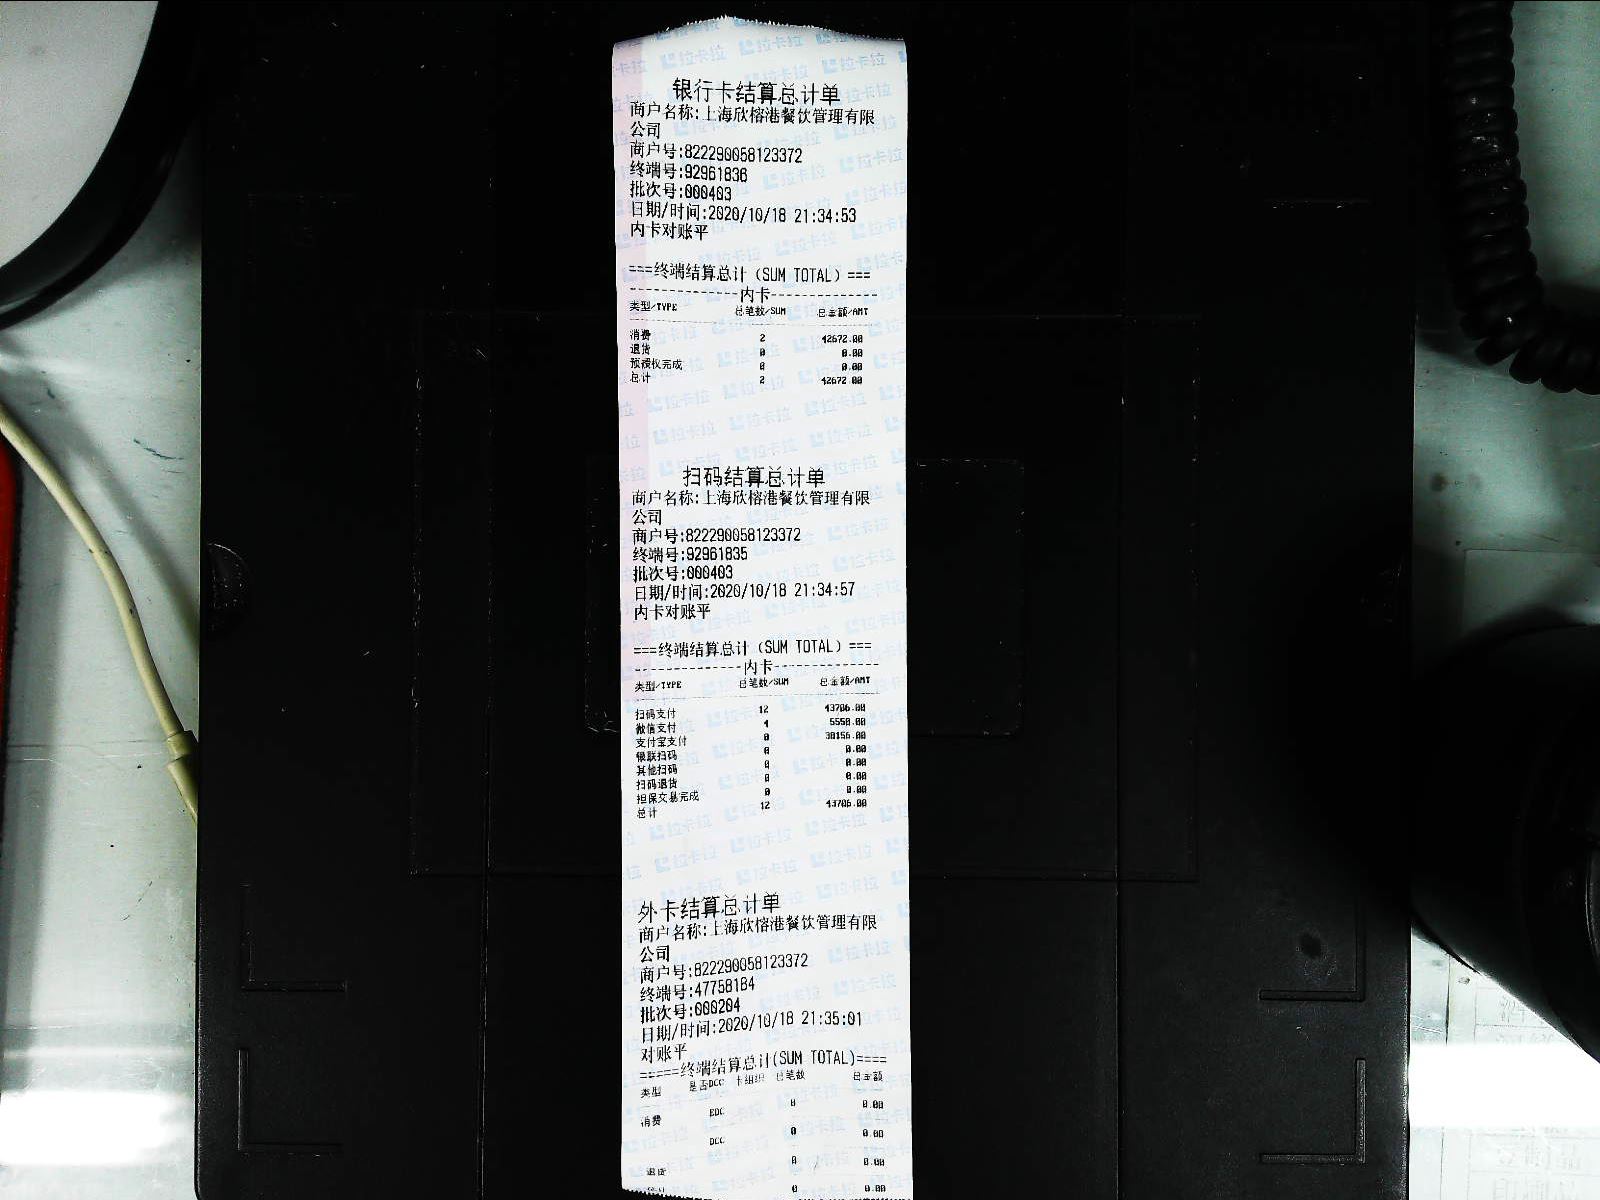 银行卡结算总计单
商户名称:上海欣榕港餐饮管理有限
公司
商户号:822290058123372
终端号:92961836
批次号:000403
日期/时间:2020/10/18 21:34:53
内卡对账平
===终端结算总计（SUM TOTAL）===
--------------内卡--------------
类型/TYPE 总笔数/SUM 总金额/AMT
消费 2 42672.00
退货 0 0.00
预授权完成 0 0.00
总计 2 42672.00
扫码结算总计单
商户名称:上海欣榕港餐饮管理有限
公司
商户号:822290058123372
终端号:92961835
批次号:000403
日期/时间:2020/10/18 21:34:57
内卡对账平
===终端结算总计（SUM TOTAL）===
--------------内卡--------------
类型/TYPE 总笔数/SUM 总金额/AMT
扫码支付 12 43706.00
微信支付 4 5550.00
支付宝支付 38156.00
银联扫码 0 0.00
其他扫码 0 0.00
扫码退货 0 0.00
担保交易完成 0 0.00
总计 12 43706.00
外卡结算总计单
商户名称:上海欣榕港餐饮管理有限
公司
商户号:822290058123372
终端号:47758184
批次号:000204
日期/时间:2020/10/18 21:35:01
对账平
=====终端结算总计(SUM TOTAL)====
类型 是否DCC 卡组织 总笔数 总金额
消费 EDC 0 0.00
DCC 0 0.00
退货 0 0.00
总计 0 0.00
拉卡拉